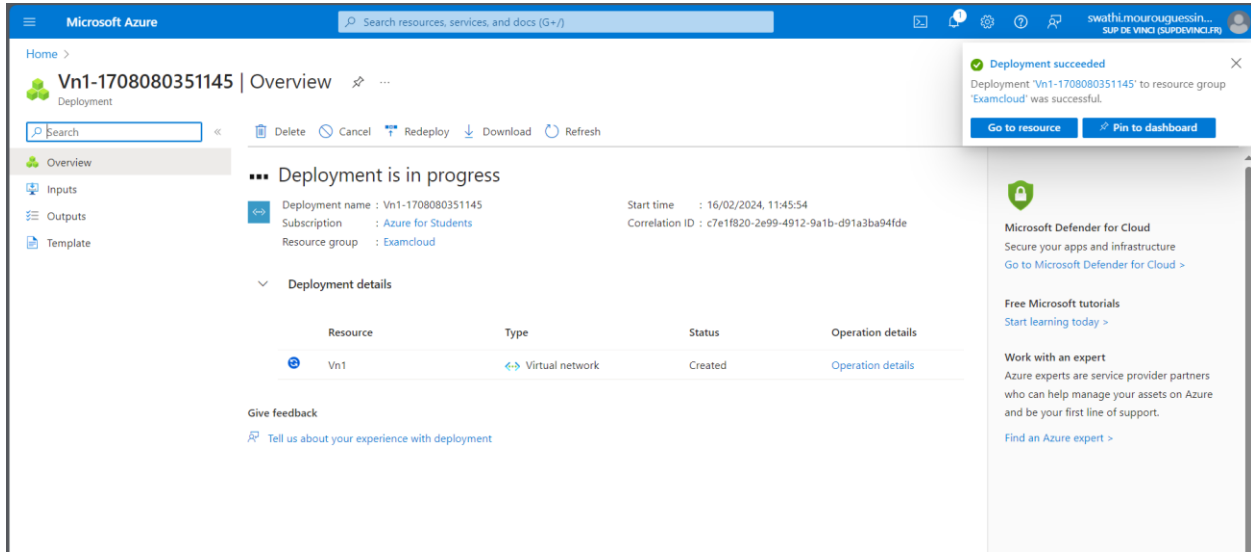 Microsoft Azure
Search resources, services, and docs (G+/)
1
swathi.mourouguessin...
SUP DE VINCI (SUPDEVINCI.FR)
Home >
Vn1-1708080351145 | Overview
Deployment
Deployment succeeded
Deployment 'Vn1-1708080351145' to resource group
'Examcloud' was successful.
Go to resource
Pin to dashboard
Search
Overview
Inputs
Outputs
Template
Delete Cancel Redeploy Download Refresh
Deployment is in progress
Deployment name : Vn1-1708080351145
Subscription : Azure for Students
Resource group : Examcloud
Start time : 16/02/2024, 11:45:54
Correlation ID : c7e1f820-2e99-4912-9a1b-d91a3ba94fde
Deployment details
Resource Type Status Operation details
Vn1 Virtual network Created Operation details
Give feedback
Tell us about your experience with deployment
Microsoft Defender for Cloud
Secure your apps and infrastructure
Go to Microsoft Defender for Cloud >
Free Microsoft tutorials
Start learning today >
Work with an expert
Azure experts are service provider partners
who can help manage your assets on Azure
and be your first line of support.
Find an Azure expert >